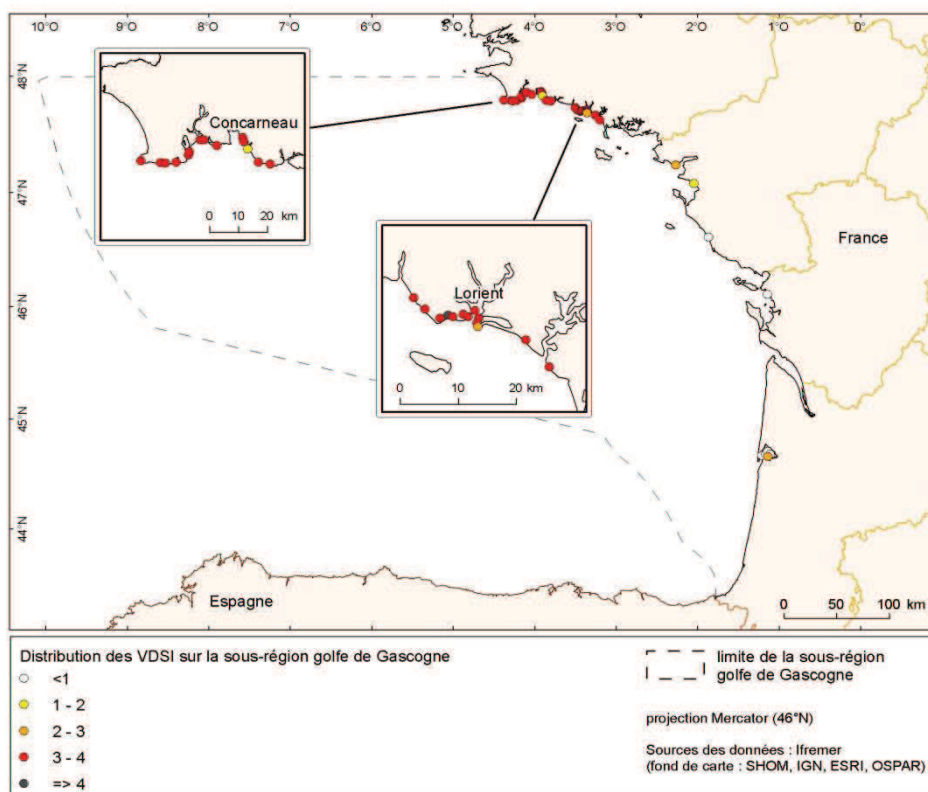 10°O 9°O 8°O 7°O 6°O 5°O 4°O 3°O 2°O 1°O 0°O
48°N
47°N
46°N
45°N
44°N
Concarneau
0 10 20 km
Lorient
0 10 20 km
France
Espagne
0 50 100 km
Distribution des VDSI sur la sous-région golfe de Gascogne
<1
1 - 2
2 - 3
3 - 4
=> 4
limite de la sous-région
golfe de Gascogne
projection Mercator (46°N)
Sources des données : Ifremer
(fond de carte : SHOM, IGN, ESRI, OSPAR)